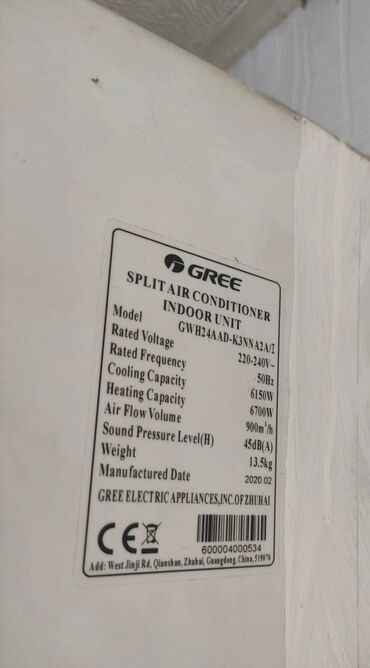 GREE
SPLIT AIR CONDITIONER
INDOOR UNIT
Model GWH24AAD-K3NNA2A/I
Rated Voltage 220-240V~
Rated Frequency 50Hz
Cooling Capacity 6150W
Heating Capacity 6700W
Air Flow Volume 900m³/h
Sound Pressure Level(H) 45dB(A)
Weight 13.5kg
Manufactured Date 2020.02
GREE ELECTRIC APPLIANCES,INC.OF ZHUHAI
CE
600004000534
Add: West Jinji Rd, Qianshan, Zhuhai, Guangdong, China, 519070